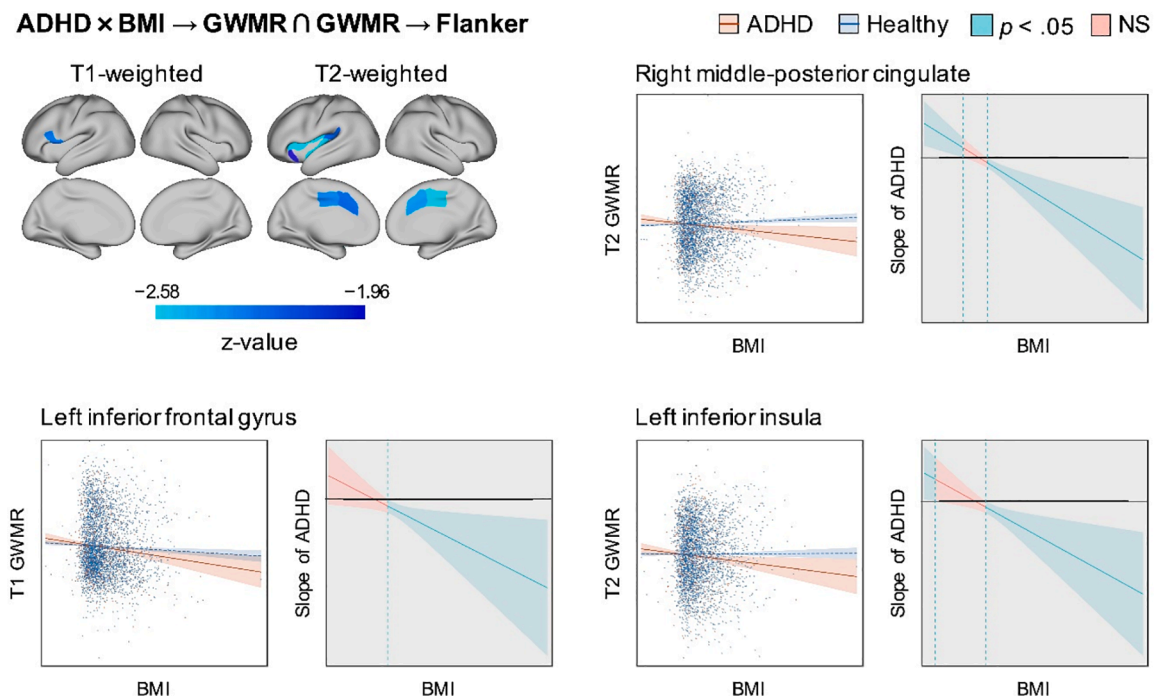 ADHD × BMI → GWMR ∩ GWMR → Flanker
ADHD Healthy p < .05 NS
T1-weighted T2-weighted
−2.58 −1.96
z-value
Right middle-posterior cingulate
T2 GWMR
BMI
Slope of ADHD
BMI
Left inferior frontal gyrus
T1 GWMR
BMI
Slope of ADHD
BMI
Left inferior insula
T2 GWMR
BMI
Slope of ADHD
BMI